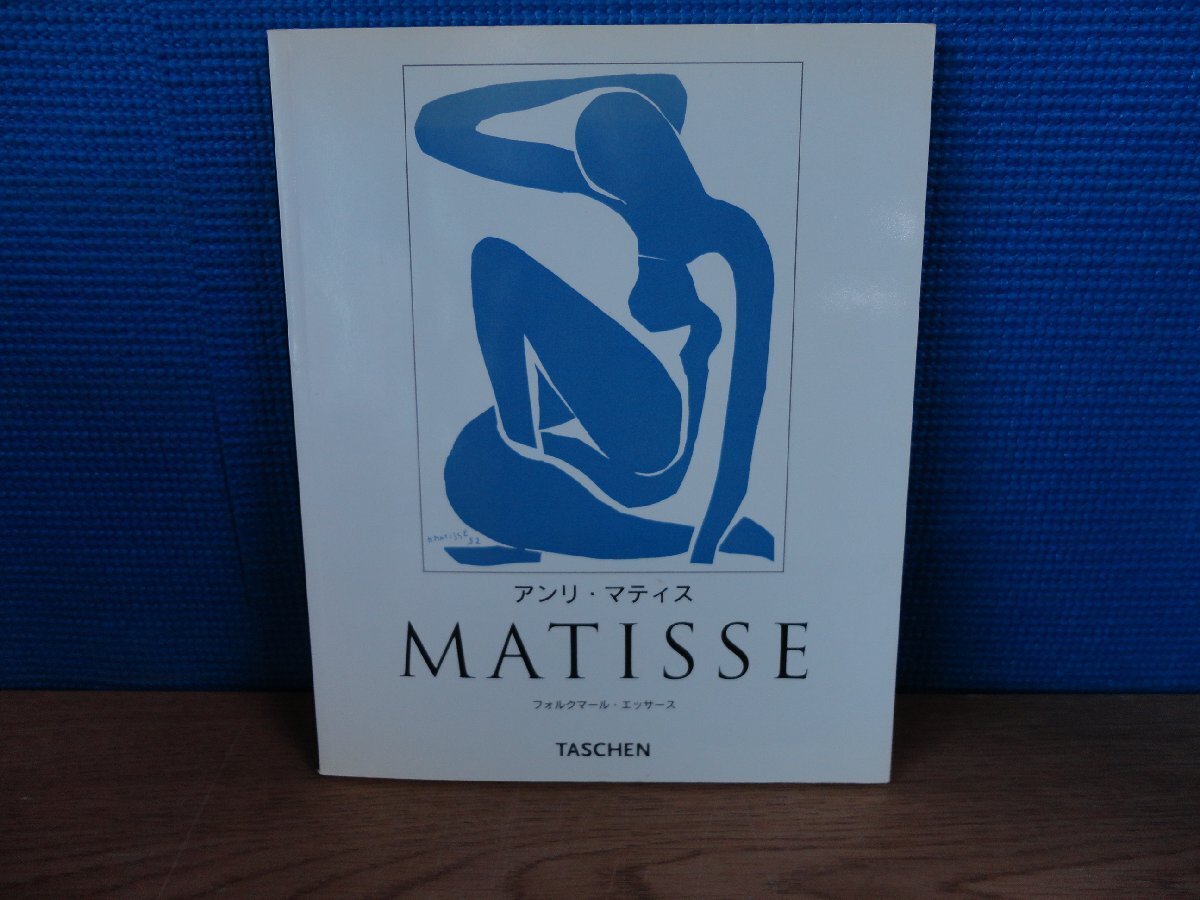 H.MATISSE
52
アンリ・マティス
MATISSE
フォルクマール・エッサース
TASCHEN